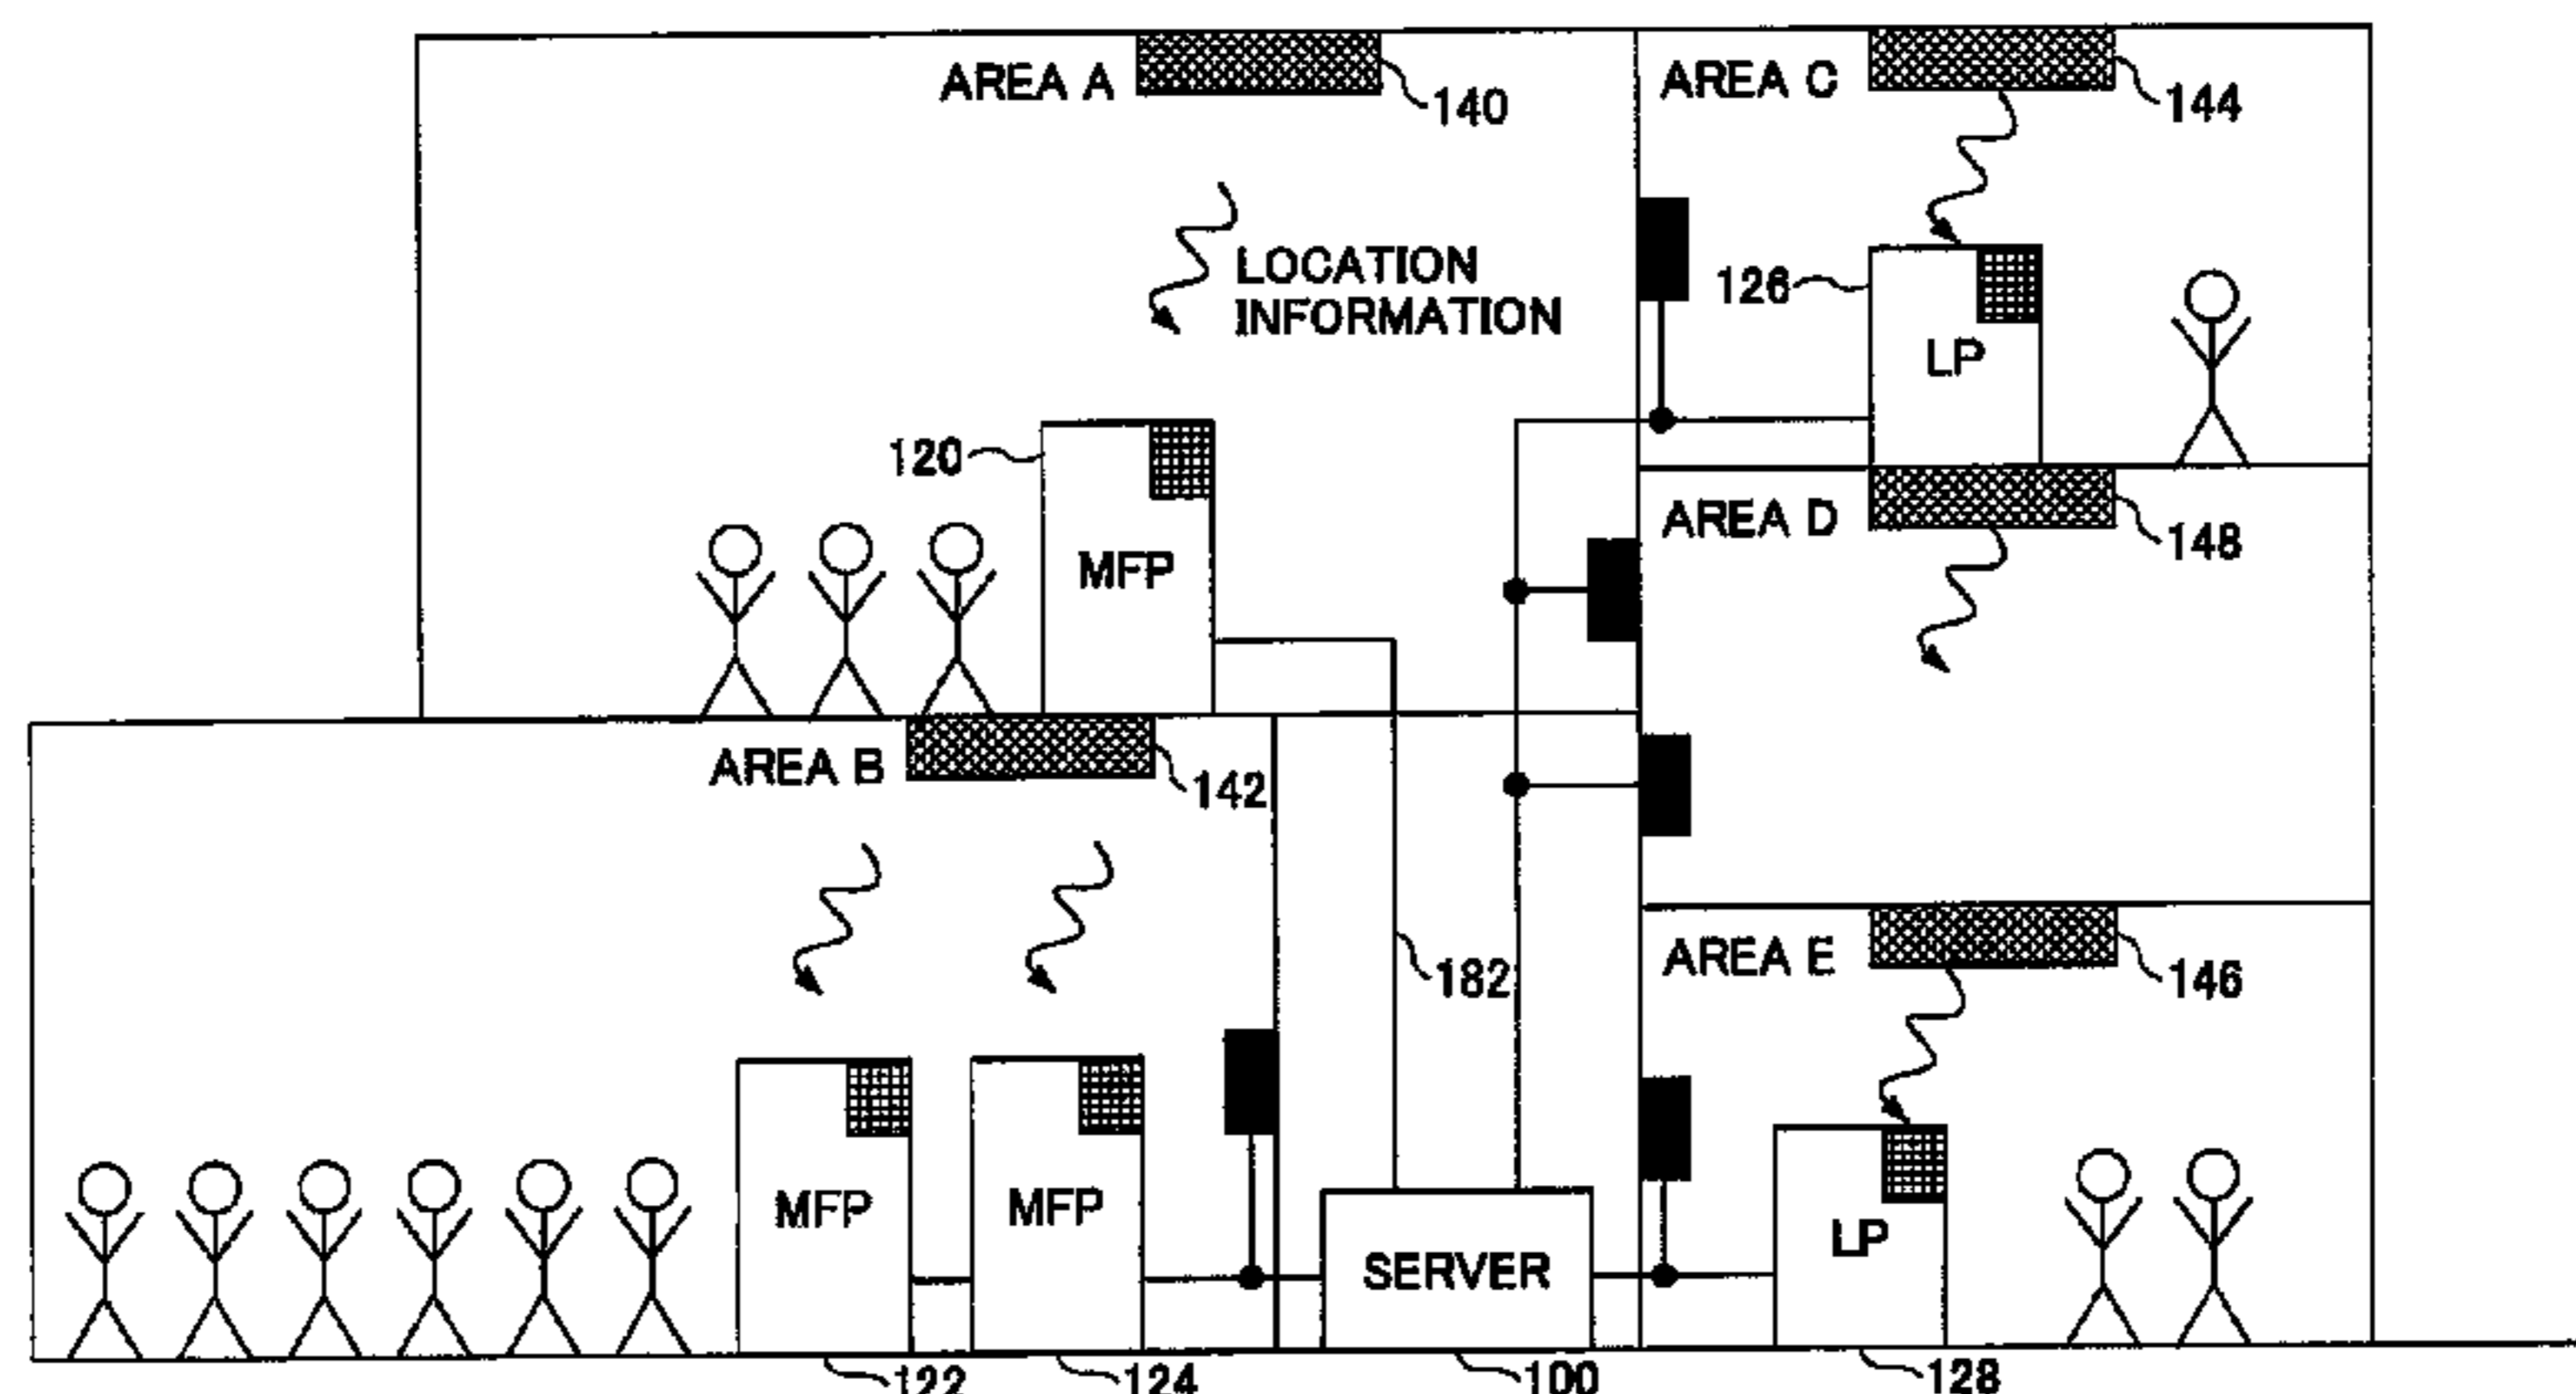 AREA A
140
AREA C
144
LOCATION
INFORMATION
126
LP
120
MFP
AREA D
148
AREA B
142
182
AREA E
146
MFP
MFP
SERVER
LP
122
124
100
128